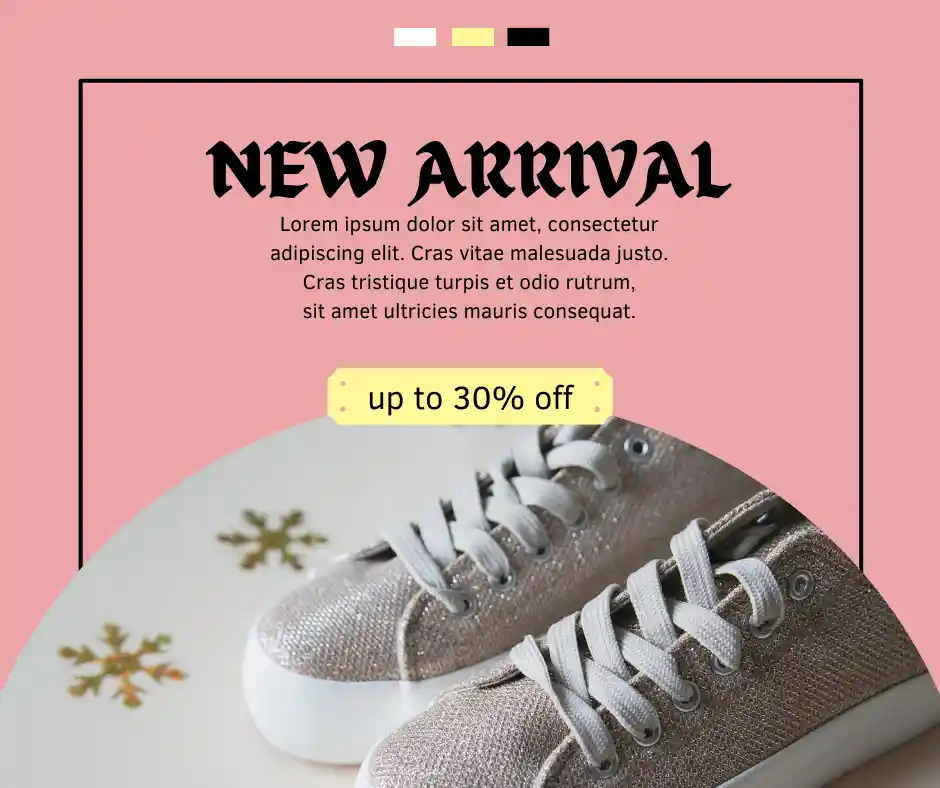 NEW ARRIVAL
Lorem ipsum dolor sit amet, consectetur
adipiscing elit. Cras vitae malesuada justo.
Cras tristique turpis et odio rutrum,
sit amet ultricies mauris consequat.
up to 30% off